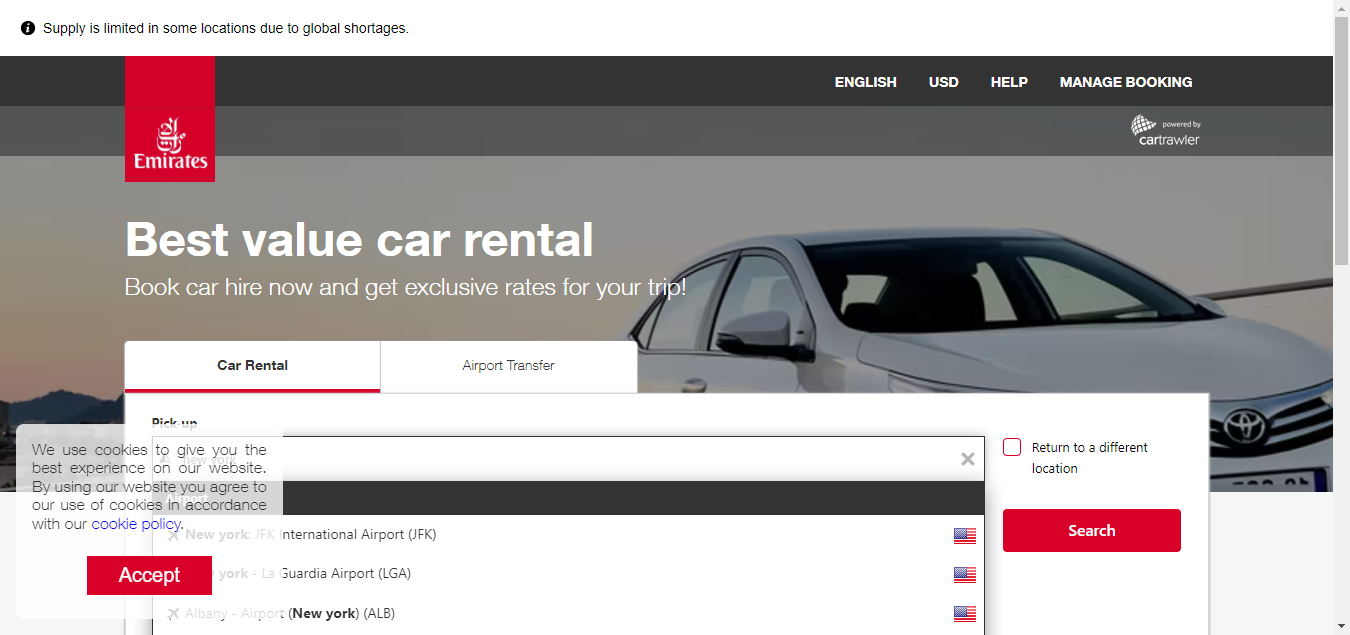 Supply is limited in some locations due to global shortages.
ENGLISH USD HELP MANAGE BOOKING
Emirates
powered by
cartrawler
Best value car rental
Book car hire now and get exclusive rates for your trip!
Car Rental Airport Transfer
Pick-up
We use cookies to give you the
best experience on our website.
By using our website you agree to
our use of cookies in accordance
with our cookie policy.
Accept
new york
Return to a different
location
Airport
New york: JFK International Airport (JFK)
york - La Guardia Airport (LGA)
Albany - Airport (New york) (ALB)
Search